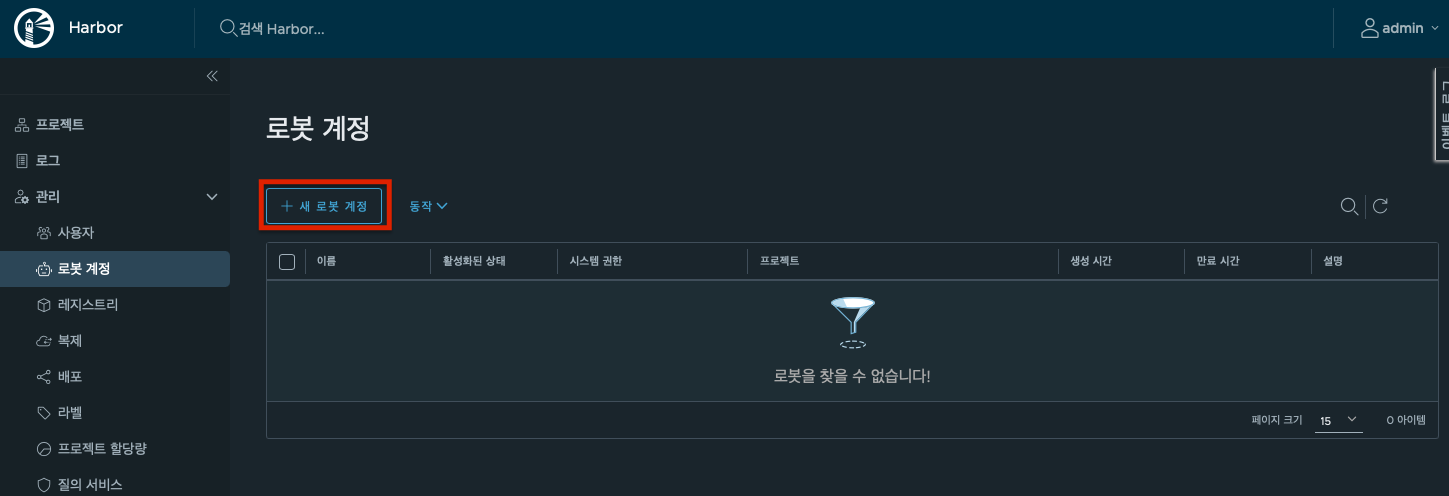 Harbor
검색 Harbor...
admin
이벤트 로그
프로젝트
로그
관리
사용자
로봇 계정
레지스트리
복제
배포
라벨
프로젝트 할당량
질의 서비스
로봇 계정
새 로봇 계정
동작
이름 활성화된 상태 시스템 권한 프로젝트 생성 시간 만료 시간 설명
로봇을 찾을 수 없습니다!
페이지 크기 15 0 아이템